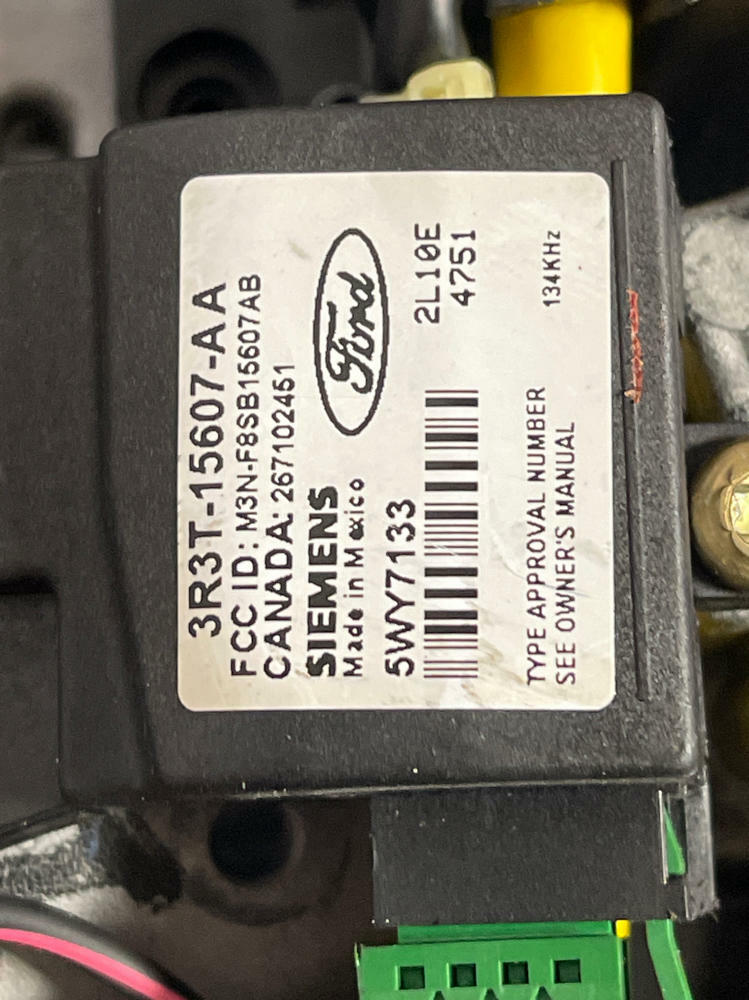 3R3T-15607-AA
FCC ID: M3N-F8SB15607AB
CANADA: 267102451
SIEMENS
Made in Mexico
Ford
5WY7133
2L10E
4751
TYPE APPROVAL NUMBER
SEE OWNER'S MANUAL
134KHz